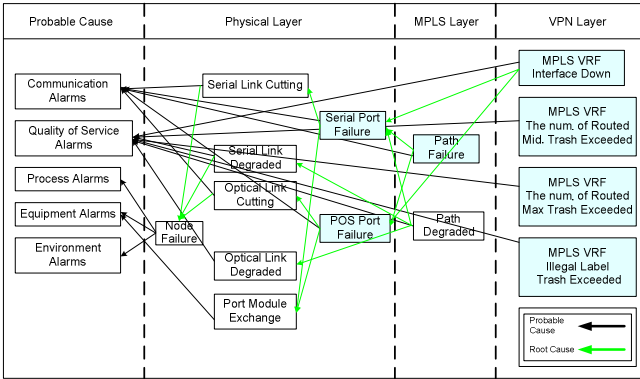 Probable Cause
Physical Layer
MPLS Layer
VPN Layer
Communication
Alarms
Quality of Service
Alarms
Process Alarms
Equipment Alarms
Environment
Alarms
Serial Link Cutting
Serial Link
Degraded
Optical Link
Cutting
Node
Failure
Optical Link
Degraded
Port Module
Exchange
Serial Port
Failure
POS Port
Failure
Path
Failure
Path
Degraded
MPLS VRF
Interface Down
MPLS VRF
The num. of Routed
Mid. Trash Exceeded
MPLS VRF
The num. of Routed
Max Trash Exceeded
MPLS VRF
Illegal Label
Trash Exceeded
Probable
Cause
Root Cause